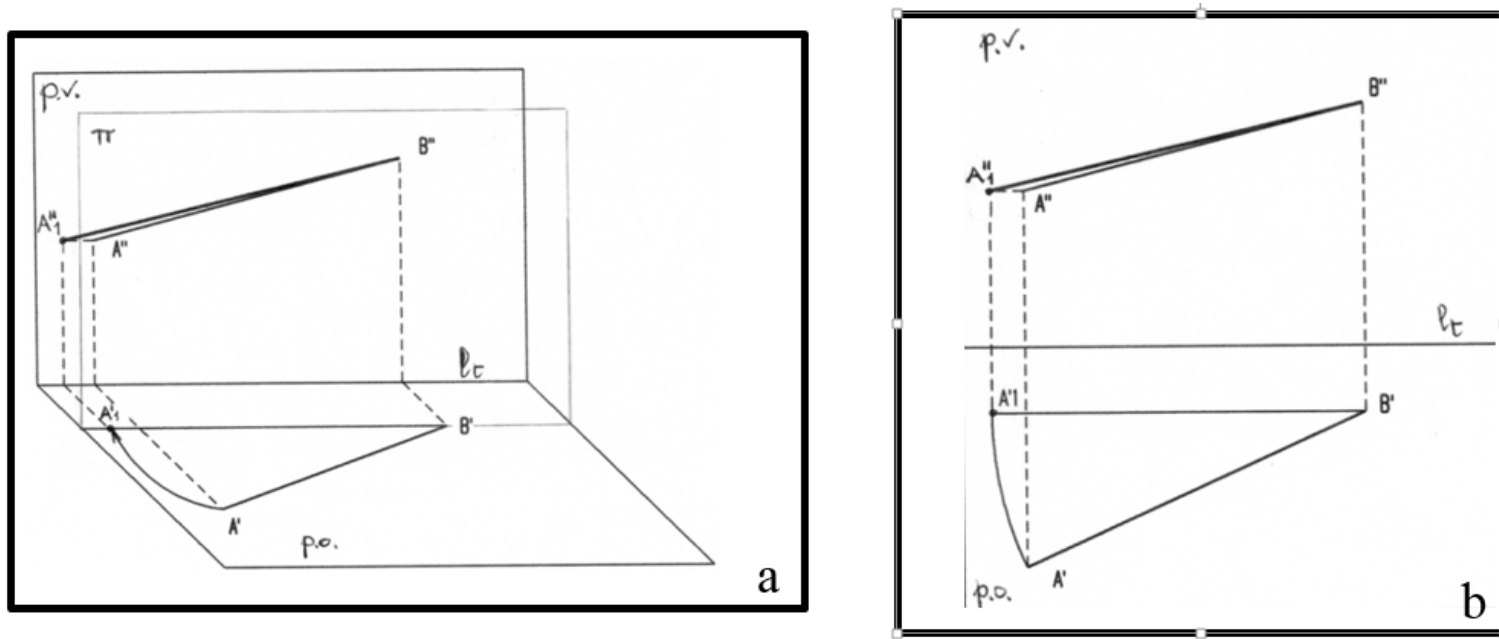 p.v.
π
B"
A"1
A"
lt
A'1
B'
A'
p.o.
a
p.v.
B"
A"1
A"
lt
A'1
B'
A'
p.o.
b